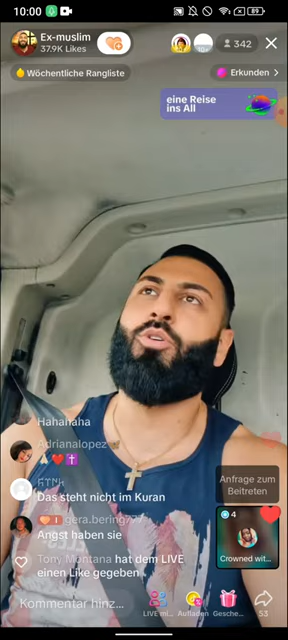 10:00
89
Ex-muslim
37.9K Likes
10+
342
Wöchentliche Rangliste
Erkunden
eine Reise
ins All
Hahahaha
Adrianalopez
Das steht nicht im Kuran
gera.bering
Angst haben sie
Anfrage zum
Beitreten
4
Crowned wit...
Tony Montana hat dem LIVE
einen Like gegeben
Kommentar hinz...
LIVE mi...
Aufladen
Gesche...
53